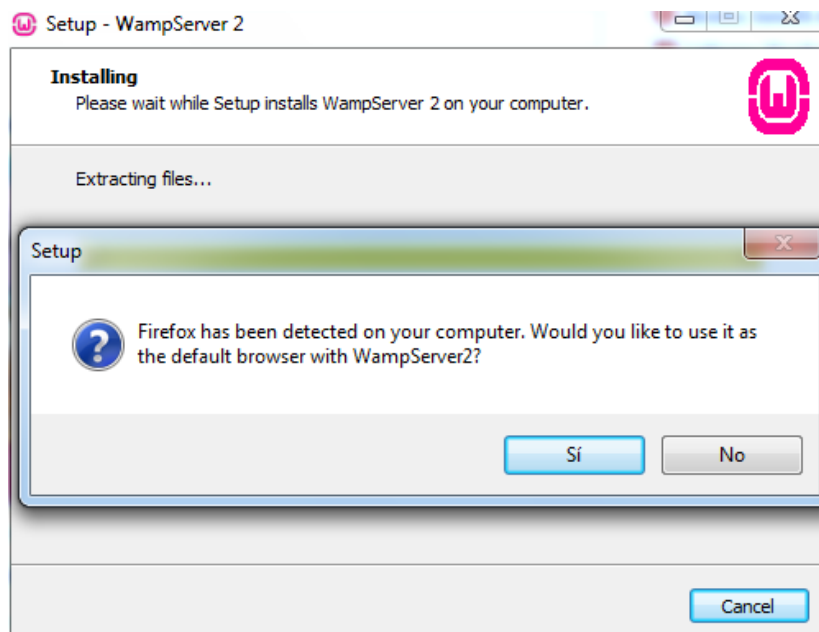 Setup - WampServer 2
Installing
Please wait while Setup installs WampServer 2 on your computer.
Extracting files...
Setup
Firefox has been detected on your computer. Would you like to use it as
the default browser with WampServer2?
Sí
No
Cancel